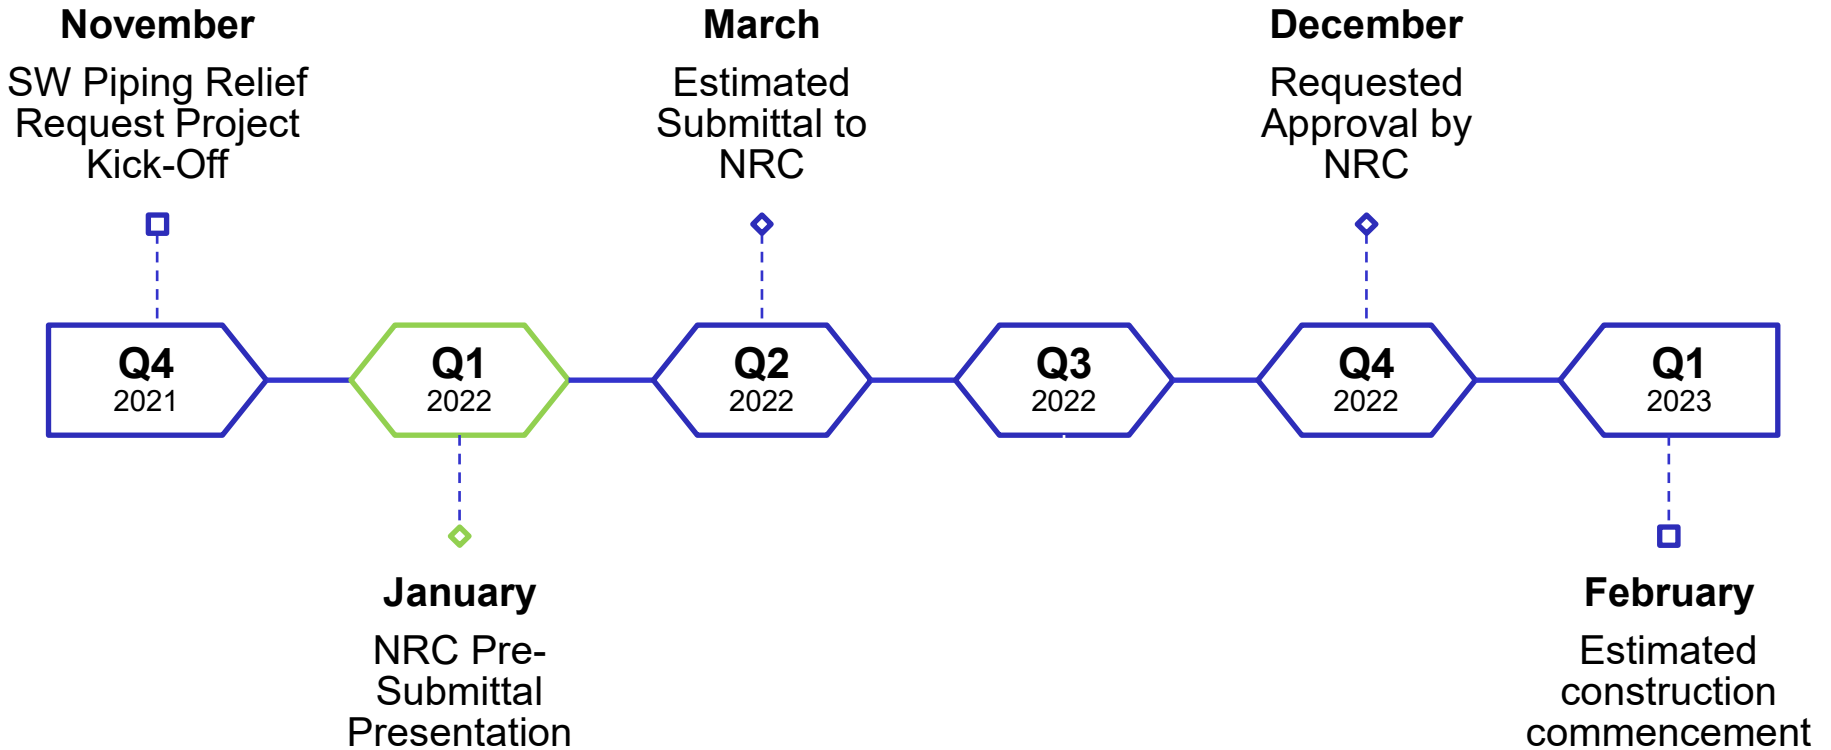 November
SW Piping Relief
Request Project
Kick-Off
March
Estimated
Submittal to
NRC
December
Requested
Approval by
NRC
Q4
2021
Q1
2022
Q2
2022
Q3
2022
Q4
2022
Q1
2023
January
NRC Pre-
Submittal
Presentation
February
Estimated
construction
commencement